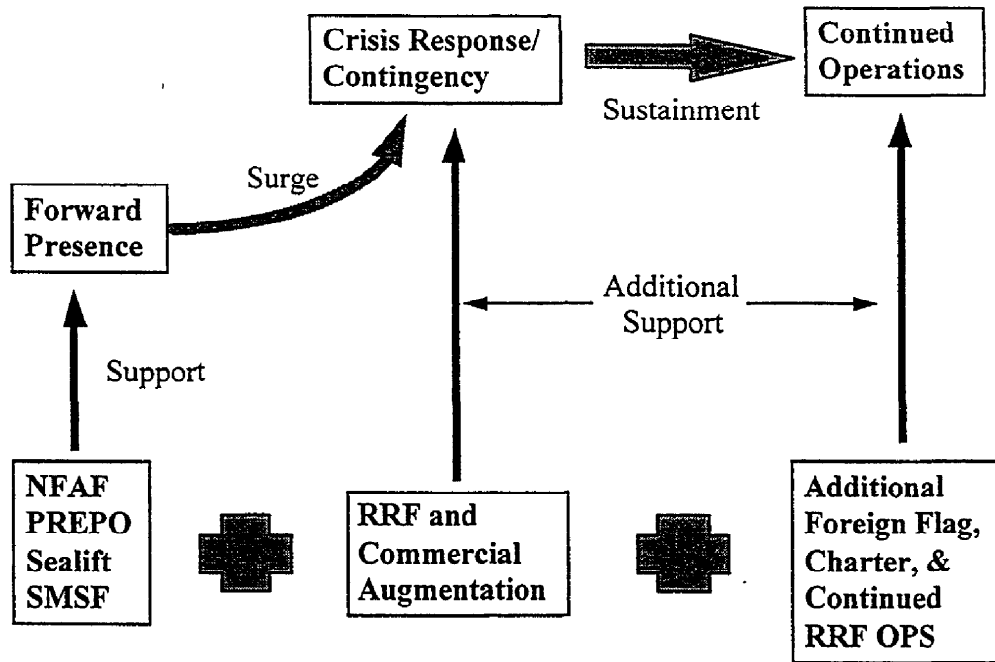 Crisis Response/
Contingency
Continued
Operations
Sustainment
Surge
Forward
Presence
Additional
Support
Support
NFAF
PREPO
Sealift
SMSF
RRF and
Commercial
Augmentation
Additional
Foreign Flag,
Charter, &
Continued
RRF OPS